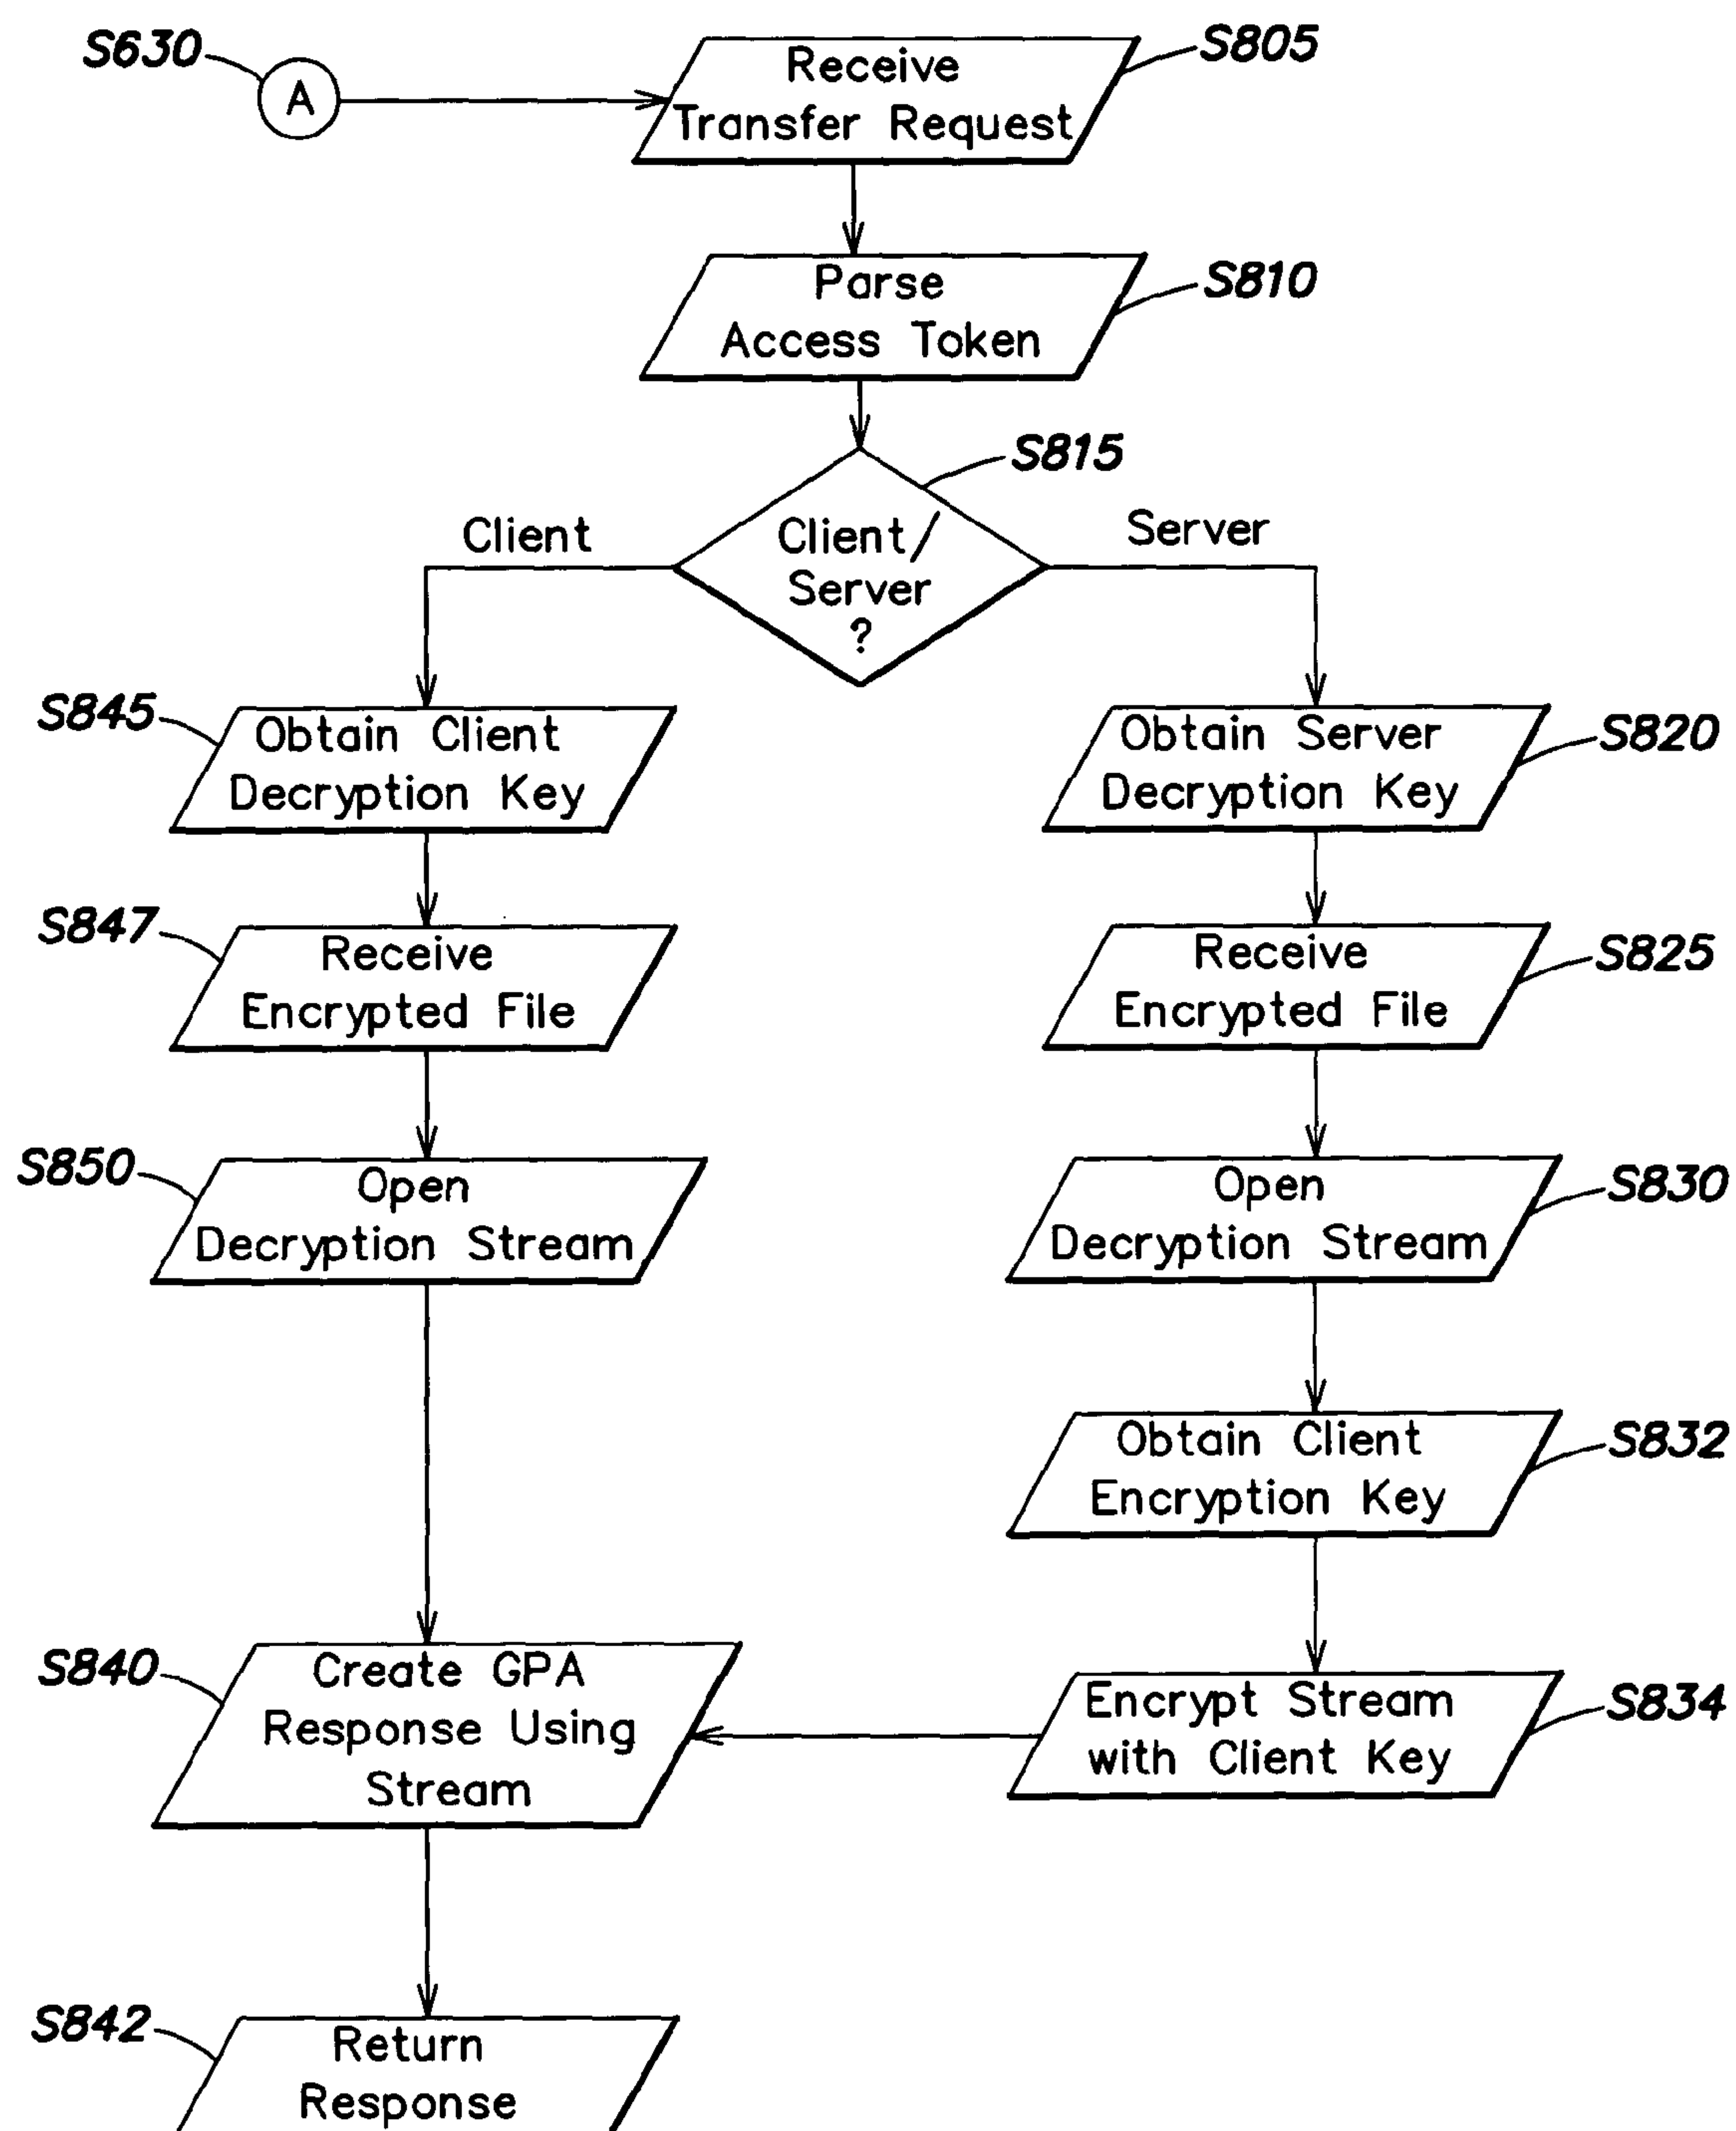 S630
A
Receive
Transfer Request
S805
Parse
Access Token
S810
S815
Client/
Server
?
Client
Server
S845
Obtain Client
Decryption Key
Obtain Server
Decryption Key
S820
S847
Receive
Encrypted File
Receive
Encrypted File
S825
S850
Open
Decryption Stream
Open
Decryption Stream
S830
Obtain Client
Encryption Key
S832
S840
Create GPA
Response Using
Stream
Encrypt Stream
with Client Key
S834
S842
Return
Response